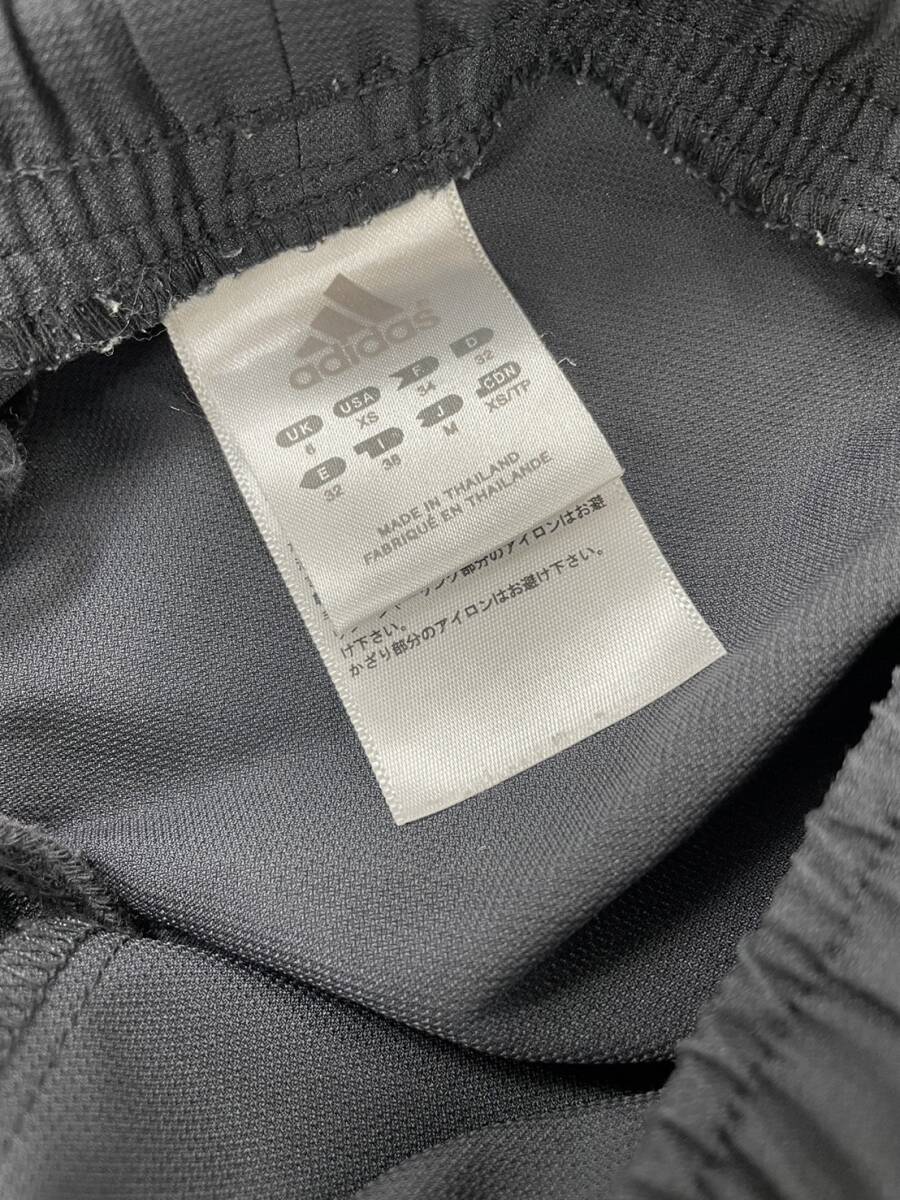 adidas
UK USA F D
6 XS 34 32
E I J CDN
32 38 M XS/TP
MADE IN THAILAND
FABRIQUÉ EN THAILANDE
部分のアイロンはお避
け下さい。
かざり部分のアイロンはお避け下さい。